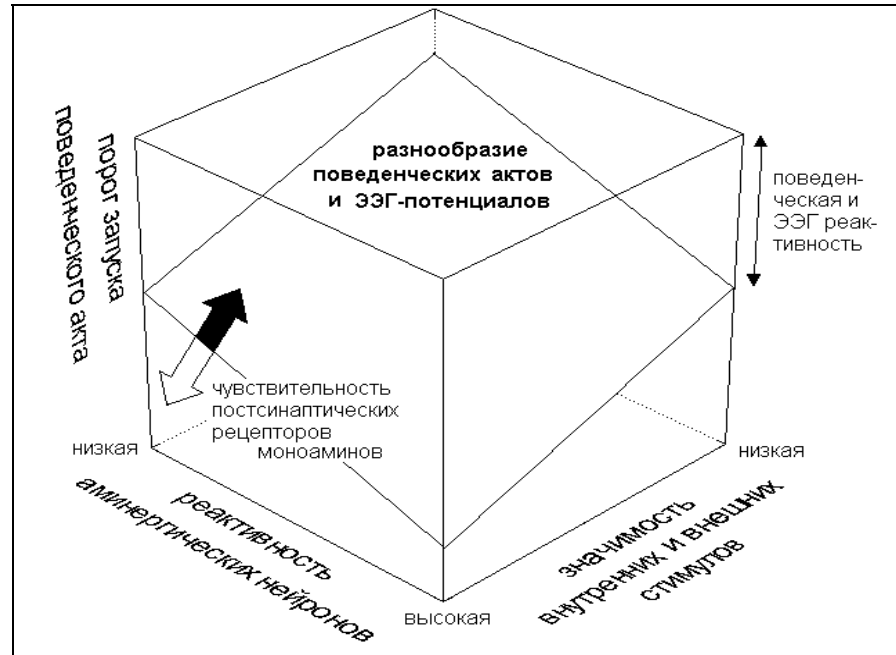 порог запуска
поведенческого акта
разнообразие
поведенческих актов
и ЭЭГ-потенциалов
поведен-
ческая и
ЭЭГ реак-
тивность
чувствительность
постсинаптических
рецепторов
моноаминов
низкая
низкая
реактивность
аминергических нейронов
значимость
внутренних и внешних
стимулов
высокая